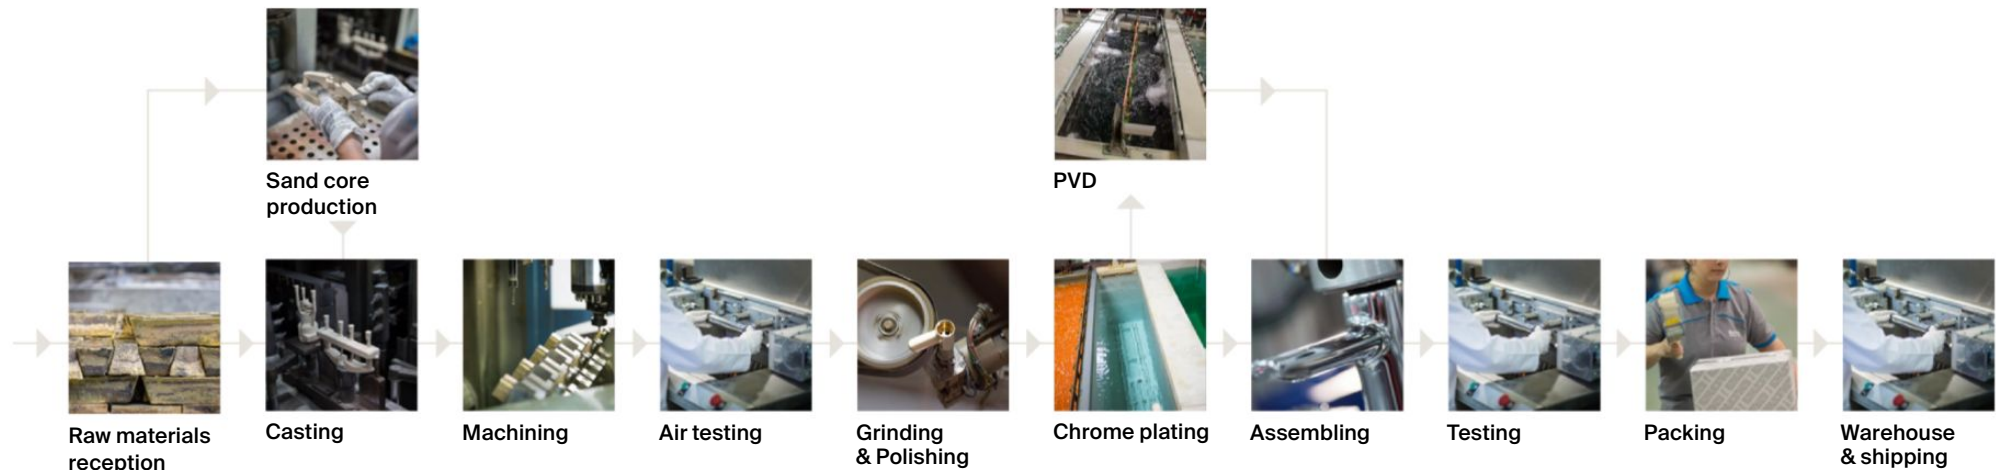 Sand core
production
PVD
Raw materials
reception
Casting
Machining
Air testing
Grinding
& Polishing
Chrome plating
Assembling
Testing
Packing
Warehouse
& shipping